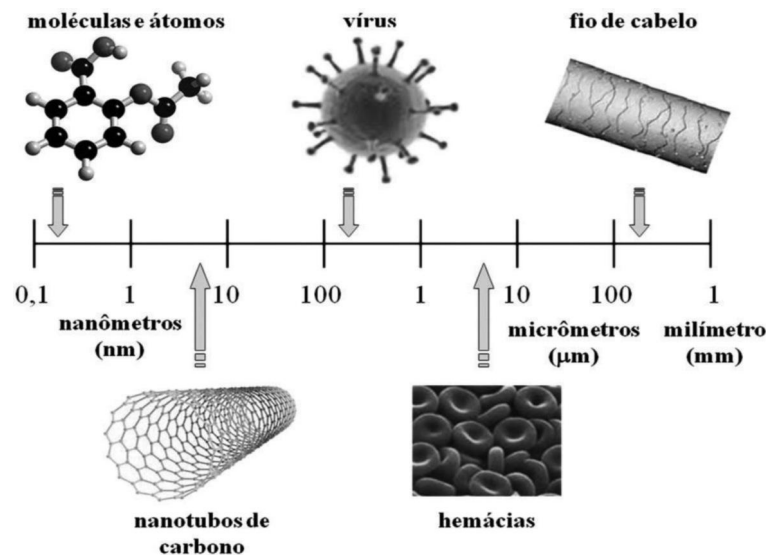 moléculas e átomos
vírus
fio de cabelo
0,1
1
10
100
1
10
100
1
nanômetros
(nm)
micrômetros
(μm)
milímetro
(mm)
nanotubos de
carbono
hemácias